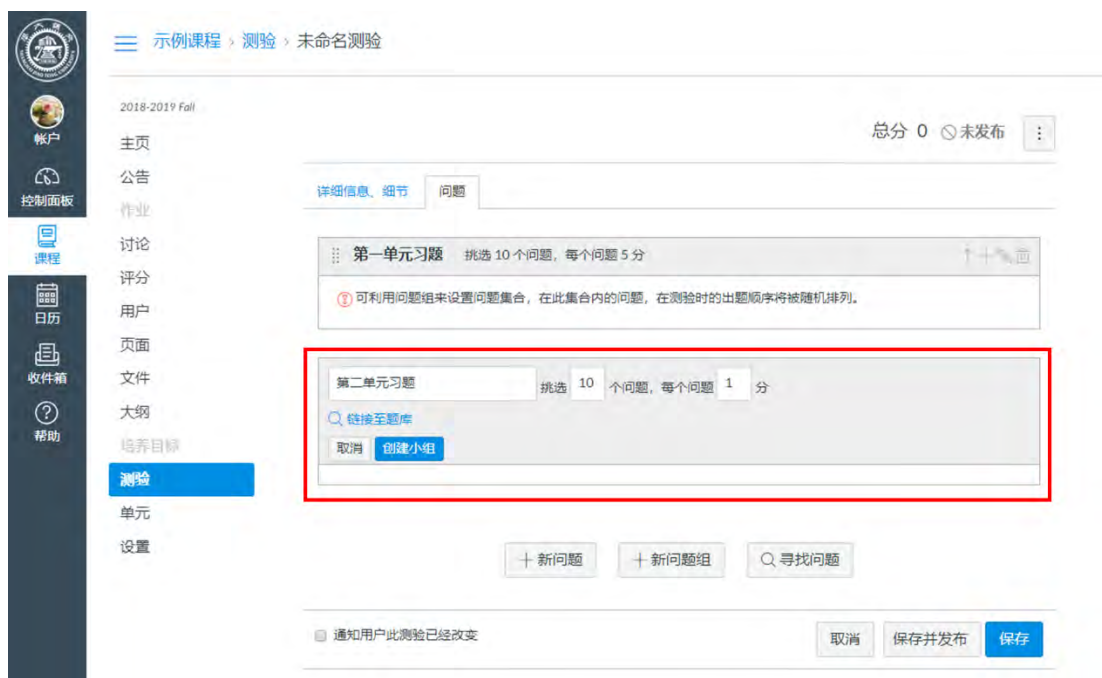 示例课程 › 测验 › 未命名测验
2018-2019 Fall
帐户
控制面板
课程
日历
收件箱
帮助
主页
公告
作业
讨论
评分
用户
页面
文件
大纲
培养目标
测验
单元
设置
总分 0 未发布
详细信息、细节 问题
第一单元习题 挑选 10 个问题，每个问题 5 分
可利用问题组来设置问题集合，在此集合内的问题，在测验时的出题顺序将被随机排列。
第二单元习题 挑选 10 个问题，每个问题 1 分
链接至题库
取消 创建小组
新问题 新问题组 寻找问题
通知用户此测验已经改变 取消 保存并发布 保存